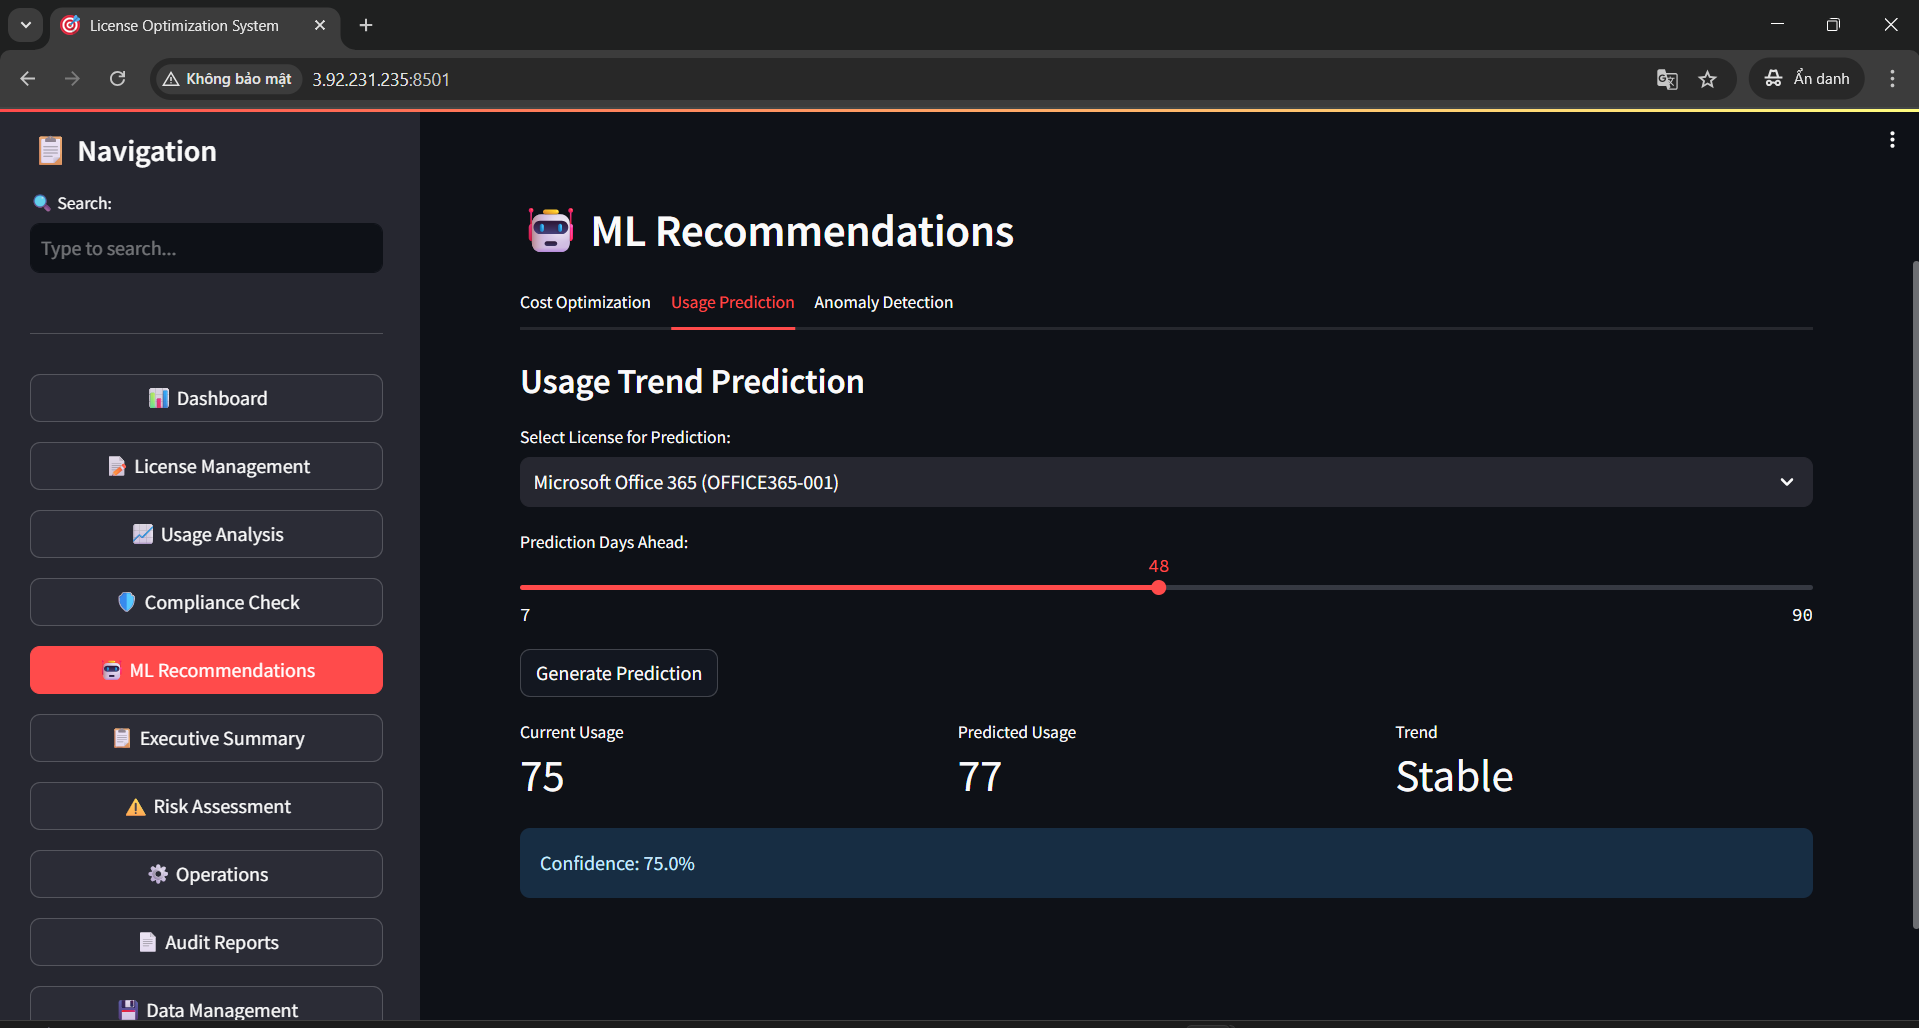 License Optimization System
Không bảo mật
3.92.231.235:8501
Ẩn danh
Navigation
Search:
Type to search...
Dashboard
License Management
Usage Analysis
Compliance Check
ML Recommendations
Executive Summary
Risk Assessment
Operations
Audit Reports
Data Management
ML Recommendations
Cost Optimization
Usage Prediction
Anomaly Detection
Usage Trend Prediction
Select License for Prediction:
Microsoft Office 365 (OFFICE365-001)
Prediction Days Ahead:
48
7
90
Generate Prediction
Current Usage
75
Predicted Usage
77
Trend
Stable
Confidence: 75.0%